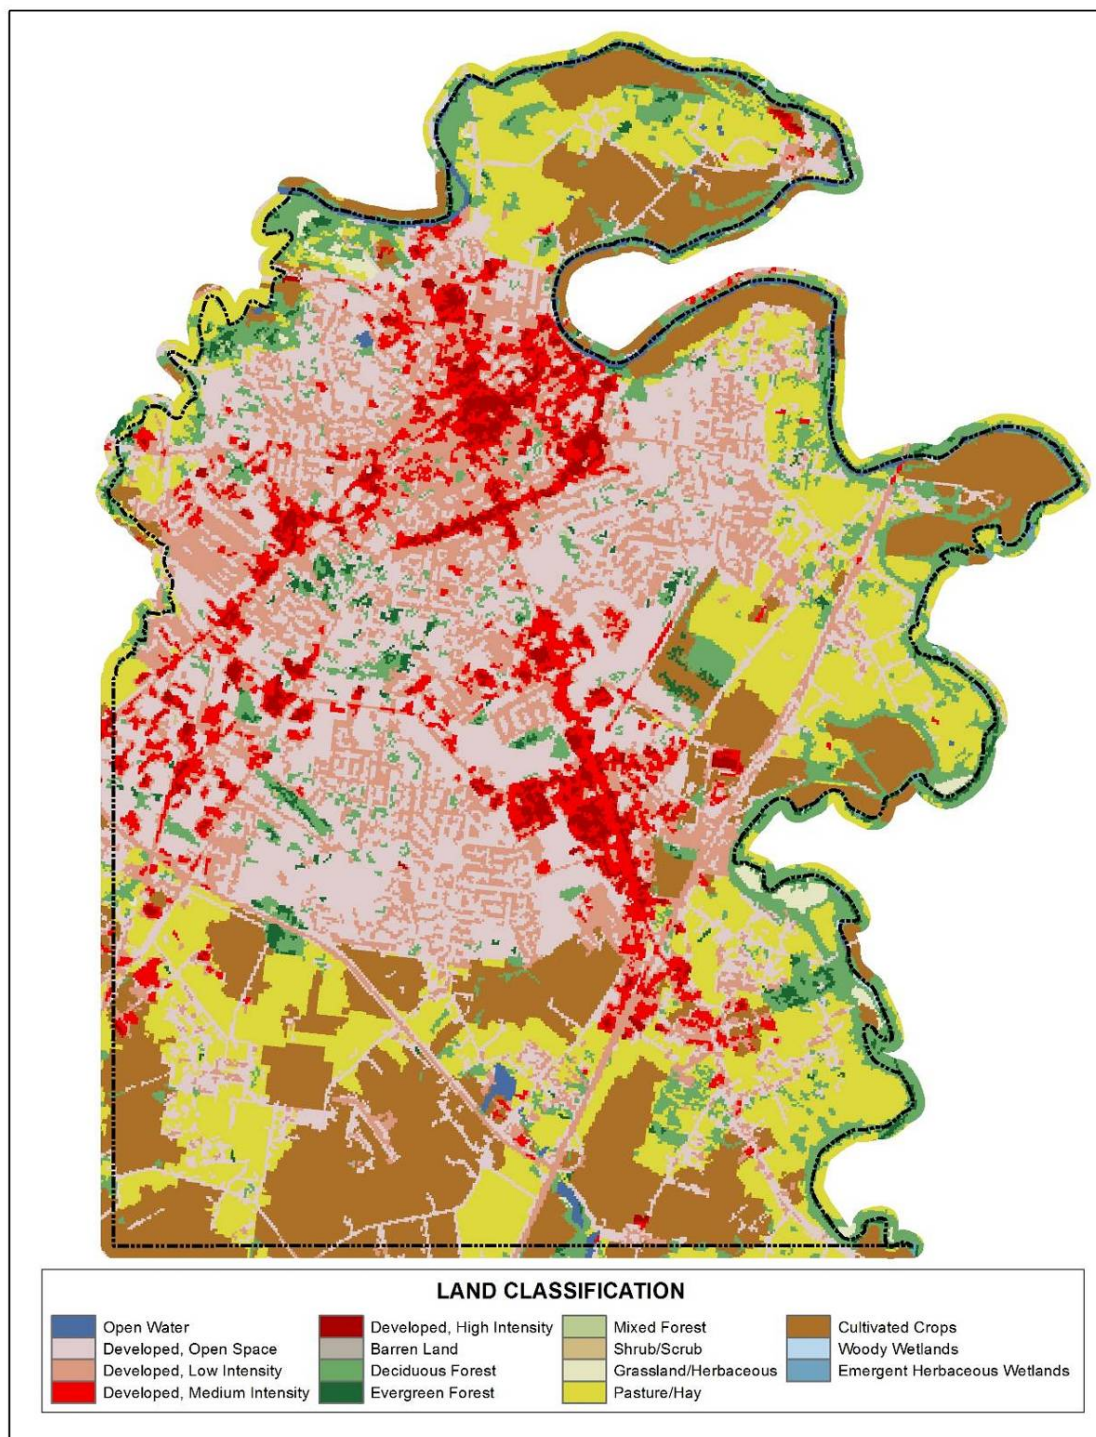 LAND CLASSIFICATION
Open Water
Developed, Open Space
Developed, Low Intensity
Developed, Medium Intensity
Developed, High Intensity
Barren Land
Deciduous Forest
Evergreen Forest
Mixed Forest
Shrub/Scrub
Grassland/Herbaceous
Pasture/Hay
Cultivated Crops
Woody Wetlands
Emergent Herbaceous Wetlands